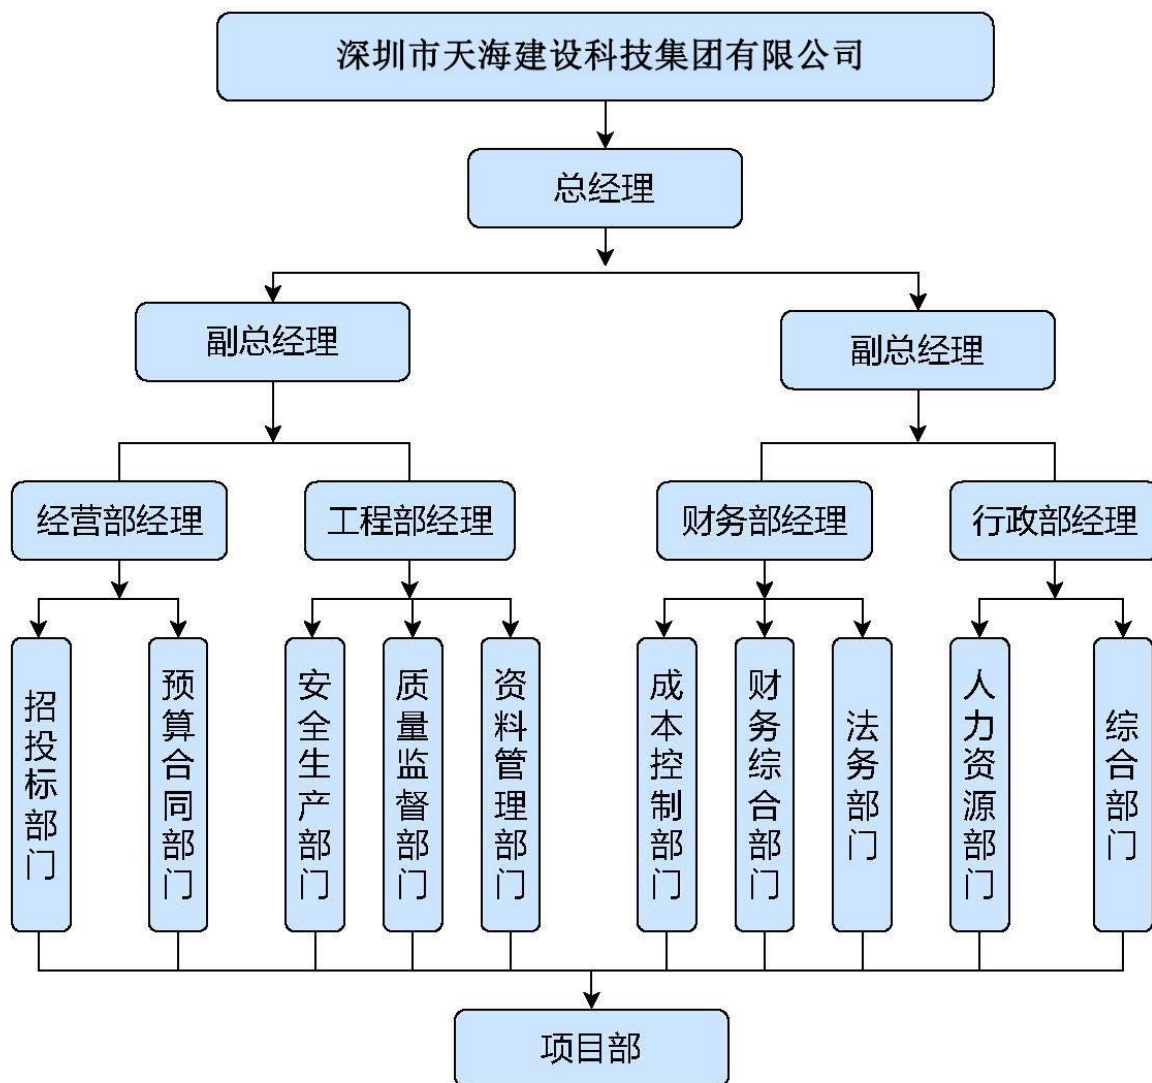 深圳市天海建设科技集团有限公司
总经理
副总经理
副总经理
经营部经理
工程部经理
财务部经理
行政部经理
招投标部门
预算合同部门
安全生产部门
质量监督部门
资料管理部门
成本控制部门
财务综合部门
法务部门
人力资源部门
综合部门
项目部